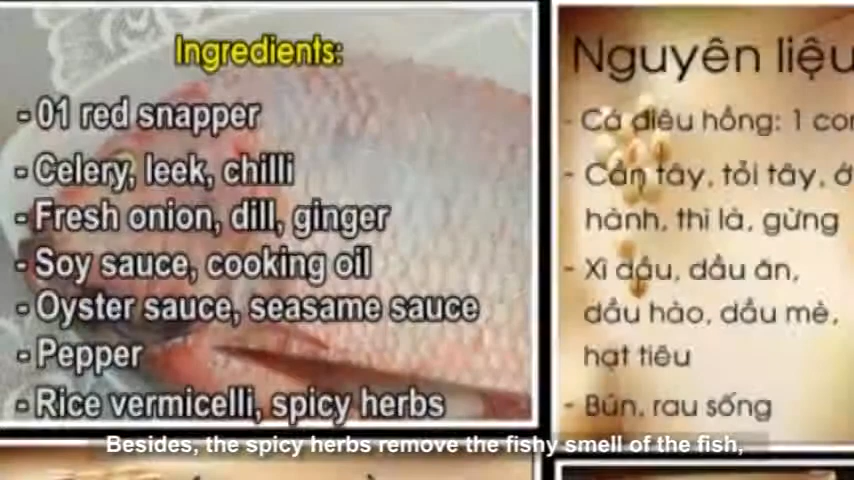 Ingredients:
- 01 red snapper
- Celery, leek, chilli
- Fresh onion, dill, ginger
- Soy sauce, cooking oil
- Oyster sauce, seasame sauce
- Pepper
- Rice vermicelli, spicy herbs
Nguyên liệu
- Cá diêu hồng: 1 con
- Cần tây, tỏi tây, ớ
hành, thì là, gừng
- Xì dầu, dầu ăn,
dầu hào, dầu mè,
hạt tiêu
- Bún, rau sống
Besides, the spicy herbs remove the fishy smell of the fish,